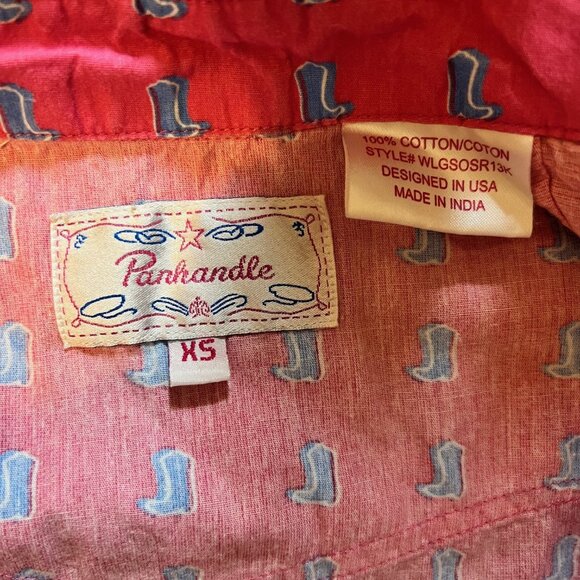 100% COTTON/COTON
STYLE# WLGSOSR13K
DESIGNED IN USA
MADE IN INDIA
Panhandle
XS